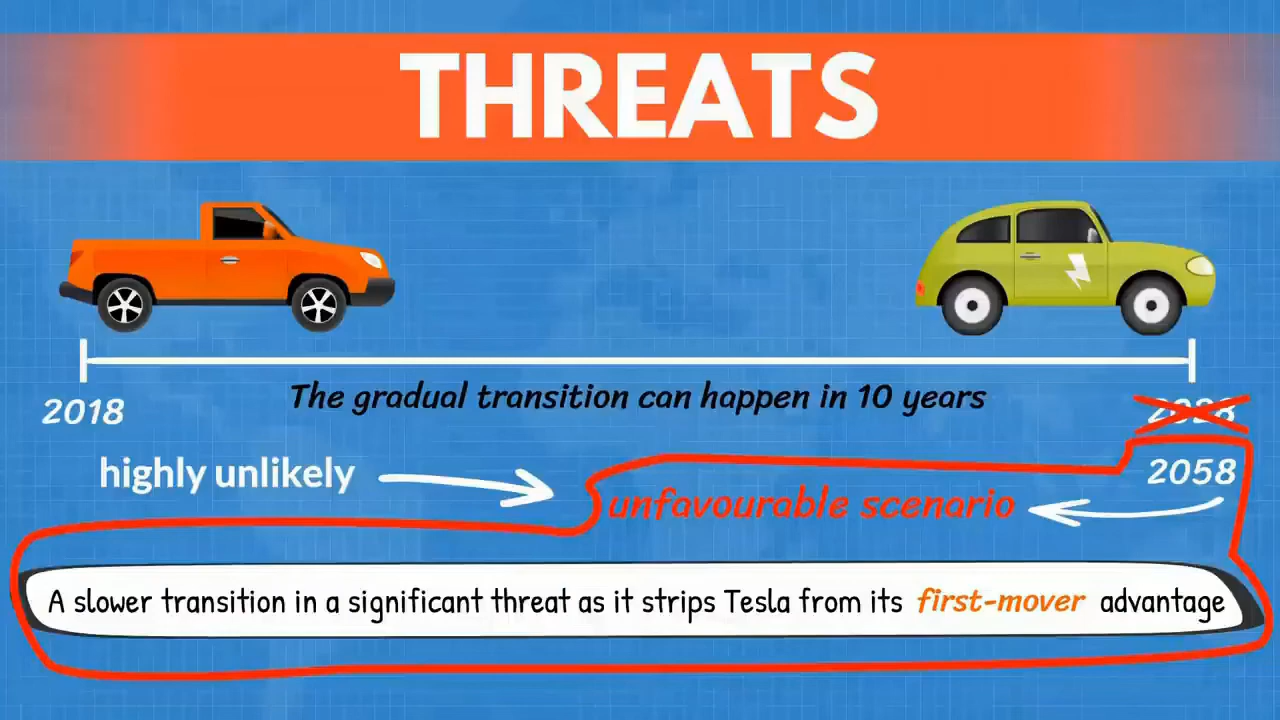 THREATS
The gradual transition can happen in 10 years
2018
2028
highly unlikely
2058
unfavourable scenario
A slower transition in a significant threat as it strips Tesla from its first-mover advantage